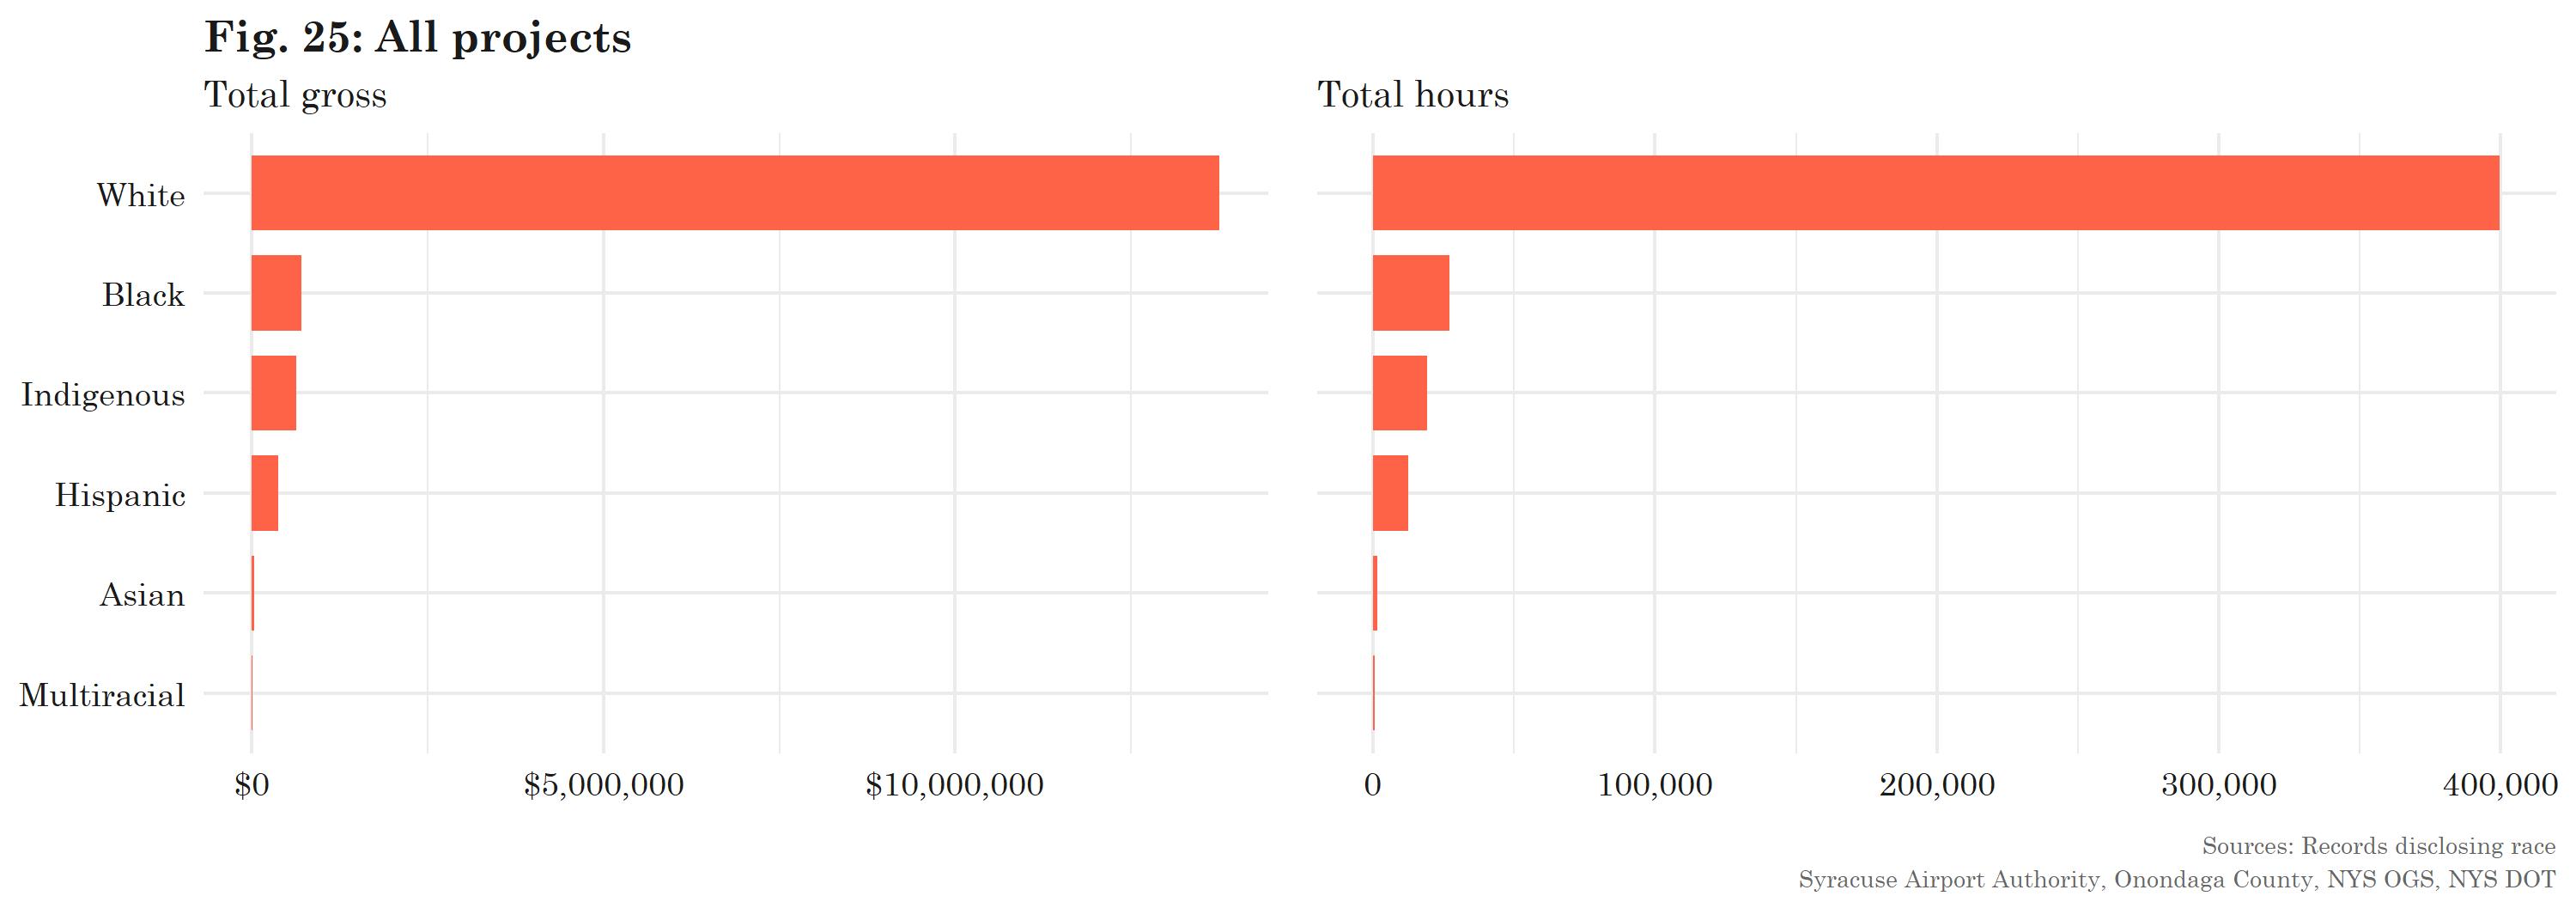 Fig. 25: All projects
Total gross
Total hours
White
Black
Indigenous
Hispanic
Asian
Multiracial
$0 $5,000,000 $10,000,000
0 100,000 200,000 300,000 400,000
Sources: Records disclosing race
Syracuse Airport Authority, Onondaga County, NYS OGS, NYS DOT